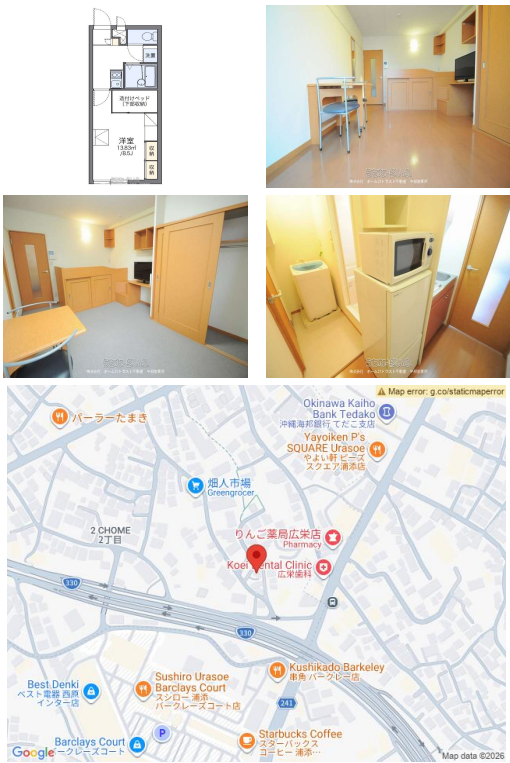 洗濯
造付けベッド
(下部収納)
洋室
13.83㎡
/8.5J
収納
収納
⚠ Map error: g.co/staticmaperror
Okinawa Kaiho
Bank Tedako
沖縄海邦銀行 てだこ支店
パーラーたまき
Yayoiken P's
SQUARE Urasoe
やよい軒 ピーズ
スクエア浦添店
畑人市場
Greengrocer
2 CHOME
2丁目
りんご薬局広栄店
Pharmacy
Koei Dental Clinic
広栄歯科
330
330
Kushikado Barkeley
串角 バークレー店
Best Denki
ベスト電器 西原
インター店
Sushiro Urasoe
Barclays Court
スシロー 浦添
バークレーズコート店
241
P
Starbucks Coffee
スターバックス
コーヒー 浦添…
Barclays Court
ークレーズコート
Google
Map data ©2026